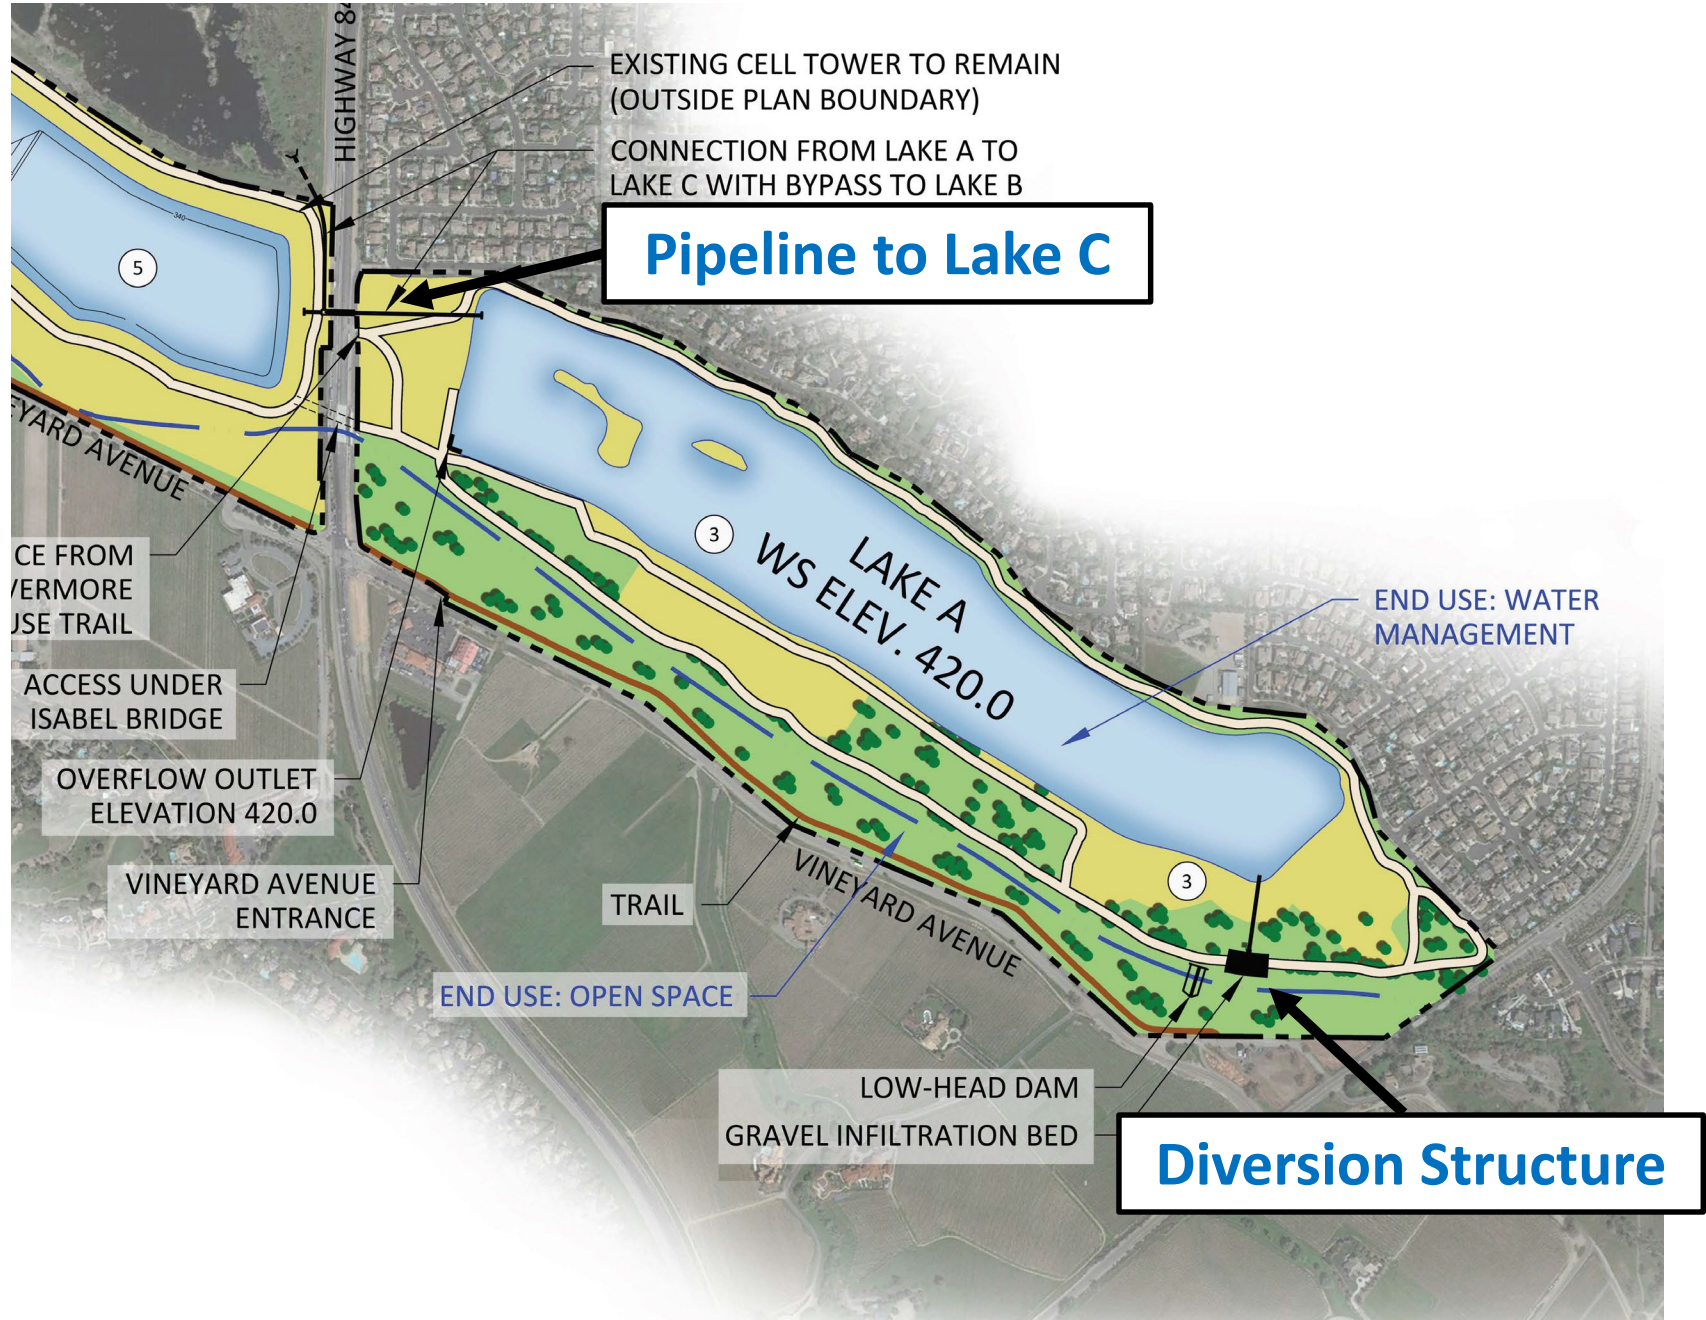 HIGHWAY 84
EXISTING CELL TOWER TO REMAIN
(OUTSIDE PLAN BOUNDARY)
CONNECTION FROM LAKE A TO
LAKE C WITH BYPASS TO LAKE B
Pipeline to Lake C
340
5
3
LAKE A
WS ELEV. 420.0
END USE: WATER
MANAGEMENT
EYARD AVENUE
CE FROM
VERMORE
USE TRAIL
ACCESS UNDER
ISABEL BRIDGE
OVERFLOW OUTLET
ELEVATION 420.0
VINEYARD AVENUE
ENTRANCE
TRAIL
VINEYARD AVENUE
3
END USE: OPEN SPACE
LOW-HEAD DAM
GRAVEL INFILTRATION BED
Diversion Structure